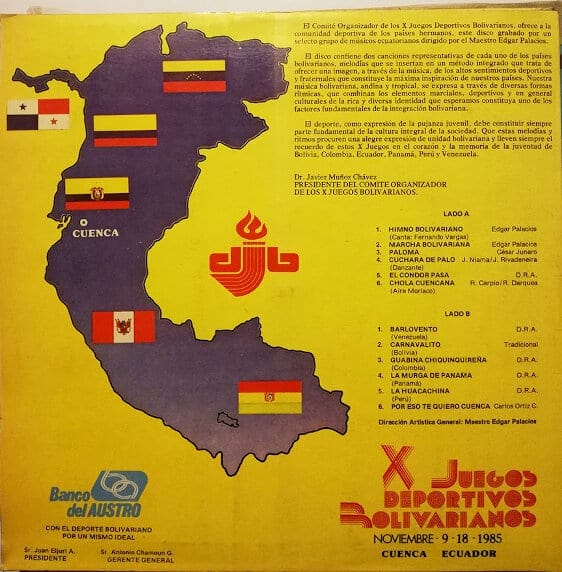 El Comité Organizador de los X Juegos Deportivos Bolivarianos, ofrece a la
comunidad deportiva de los países hermanos, este disco grabado por un
selecto grupo de músicos ecuatorianos dirigido por el Maestro Edgar Palacios.
El disco contiene dos canciones representativas de cada uno de los países
bolivarianos, melodías que se insertan en un método integrado que trata de
ofrecer una imagen, a través de la música, de los altos sentimientos deportivos
y fraternales que constituye la máxima inspiración de nuestros países. Nuestra
música bolivariana, andina y tropical, se expresa a través de diversas formas
rítmicas, que combinan los elementos marciales, deportivos y en general
culturales de la rica y diversa identidad que esperamos constituya uno de los
factores fundamentales de la integración bolivariana.
El deporte, como expresión de la pujanza juvenil, debe constituir siempre
parte fundamental de la cultura integral de la sociedad. Que estas melodías y
ritmos procuren una alegre expresión de unidad bolivariana y lleven siempre el
recuerdo de estos X Juegos en el corazón y la memoria de la juventud de
Bolivia, Colombia, Ecuador, Panamá, Perú y Venezuela.
Dr. Javier Muñoz Chávez
PRESIDENTE DEL COMITE ORGANIZADOR
DE LOS X JUEGOS BOLIVARIANOS.
CUENCA
djb
LADO A
1. HIMNO BOLIVARIANO Edgar Palacios
(Canta: Fernando Vargas)
2. MARCHA BOLIVARIANA Edgar Palacios
3. PALOMA César Junaro
4. CUCHARA DE PALO J. Niama/J. Rivadeneira
(Danzante)
5. EL CONDOR PASA D.R.A.
6. CHOLA CUENCANA R. Carpio/R. Darquea
(Aire Morlaco)
LADO B
1. BARLOVENTO D.R.A.
(Venezuela)
2. CARNAVALITO Tradicional
(Bolivia)
3. GUABINA CHIQUINQUIREÑA D.R.A.
(Colombia)
4. LA MURGA DE PANAMA D.R.A.
(Panamá)
5. LA HUACACHINA D.R.A.
(Perú)
6. POR ESO TE QUIERO CUENCA Carlos Ortíz C.
Dirección Artística General: Maestro Edgar Palacios
Banco
del AUSTRO
CON EL DEPORTE BOLIVARIANO
POR UN MISMO IDEAL
Sr. Juan Eljuri A.
PRESIDENTE
Sr. Antonio Chamoun G.
GERENTE GENERAL
X JUEGOS
DEPORTIVOS
BOLIVARIANOS
NOVIEMBRE - 9 - 18 - 1985
CUENCA ECUADOR